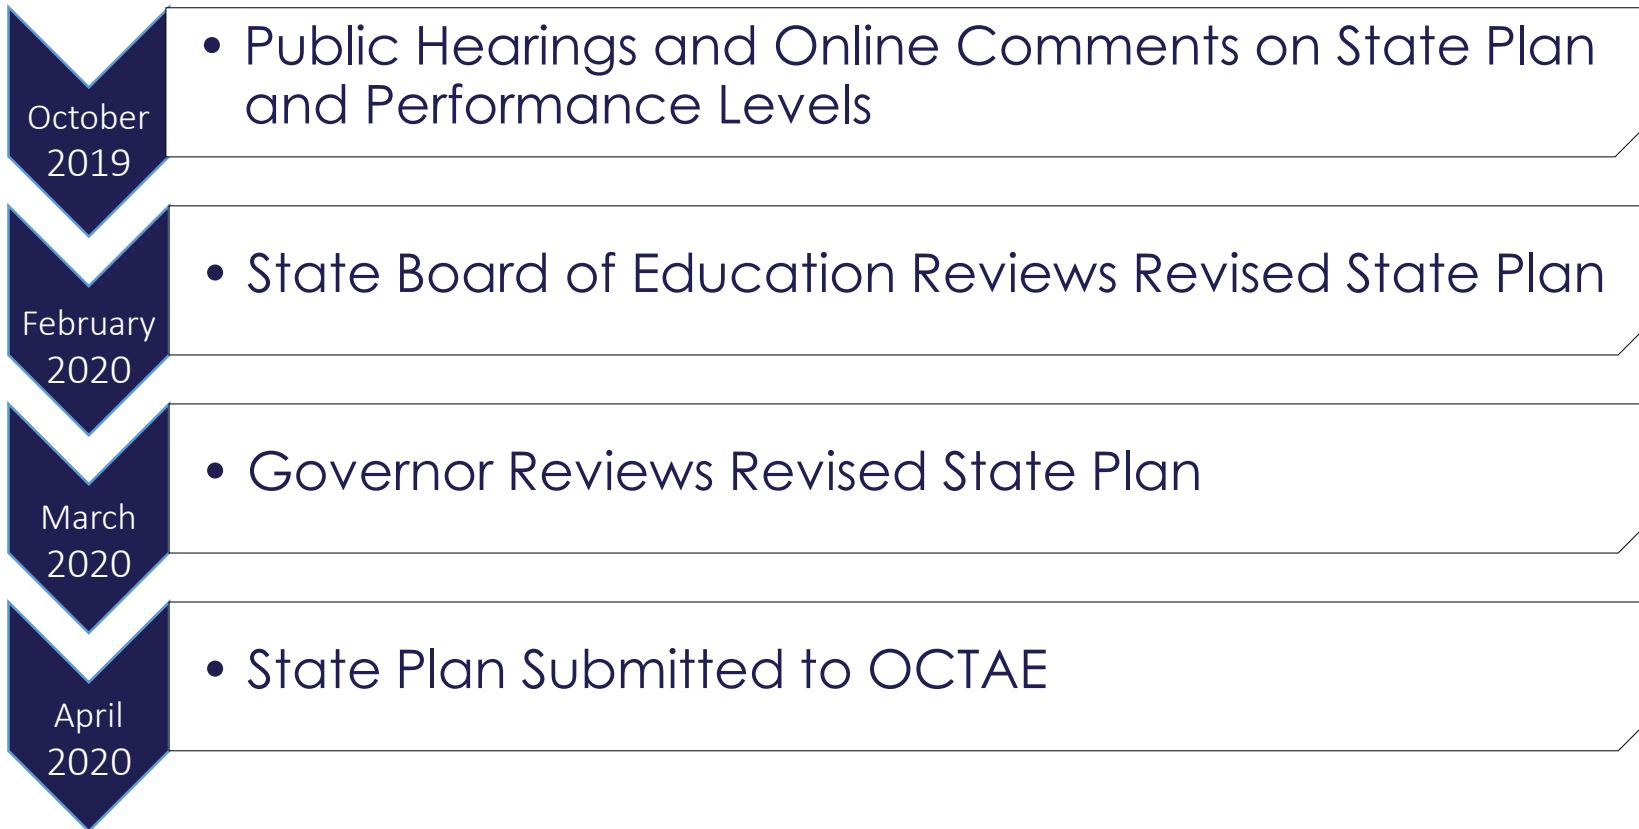 October
2019
• Public Hearings and Online Comments on State Plan
and Performance Levels
February
2020
• State Board of Education Reviews Revised State Plan
March
2020
• Governor Reviews Revised State Plan
April
2020
• State Plan Submitted to OCTAE